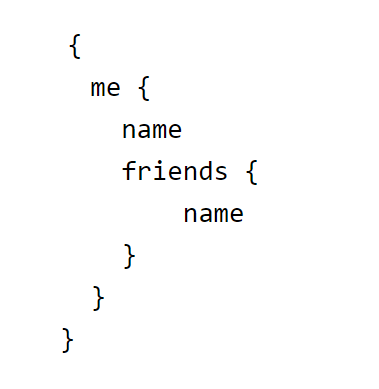 {
  me {
    name
    friends {
        name
    }
  }
}